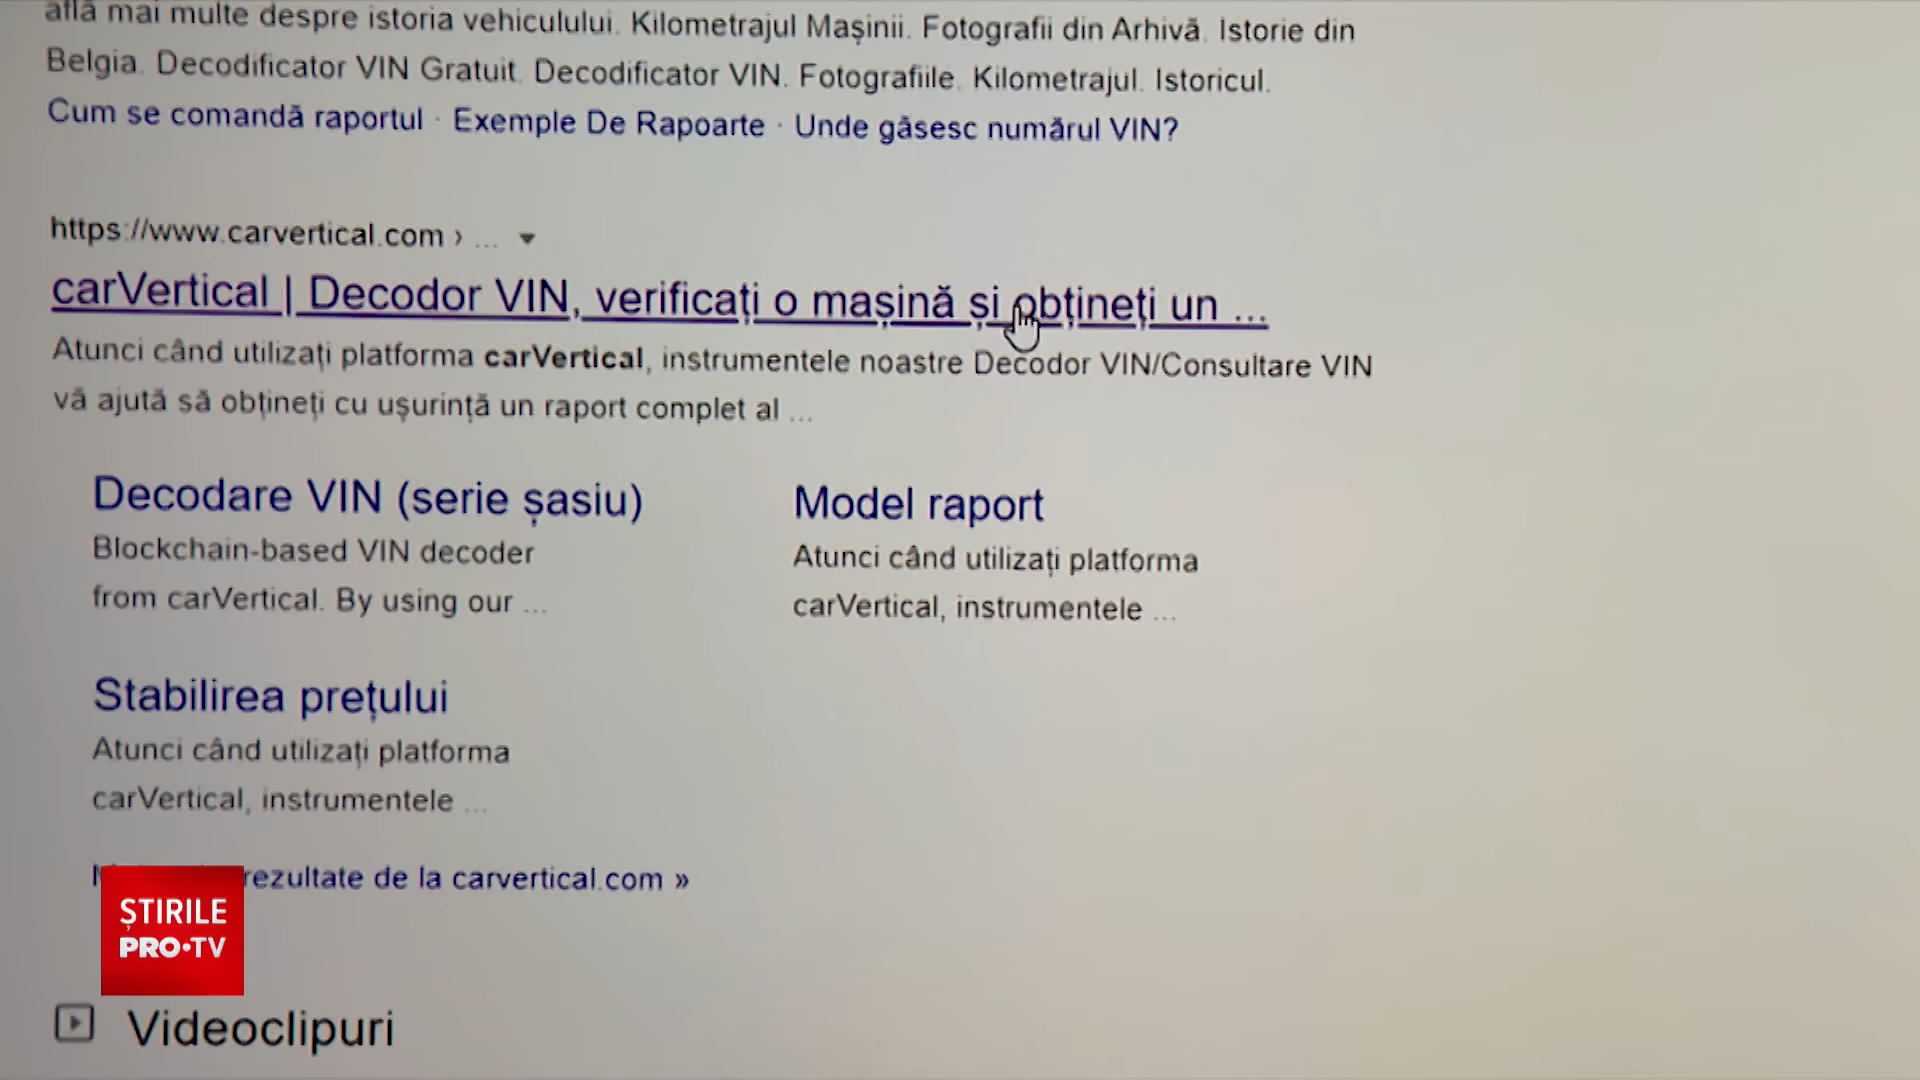 află mai multe despre istoria vehiculului. Kilometrajul Mașinii. Fotografii din Arhivă. Istorie din
Belgia. Decodificator VIN Gratuit. Decodificator VIN. Fotografiile. Kilometrajul. Istoricul.
Cum se comandă raportul · Exemple De Rapoarte · Unde găsesc numărul VIN?
https://www.carvertical.com › ...
carVertical | Decodor VIN, verificați o mașină și obțineți un ...
Atunci când utilizați platforma carVertical, instrumentele noastre Decodor VIN/Consultare VIN
vă ajută să obțineți cu ușurință un raport complet al ...
Decodare VIN (serie șasiu)
Blockchain-based VIN decoder
from carVertical. By using our ...
Model raport
Atunci când utilizați platforma
carVertical, instrumentele ...
Stabilirea prețului
Atunci când utilizați platforma
carVertical, instrumentele ...
rezultate de la carvertical.com »
ȘTIRILE
PRO•TV
Videoclipuri